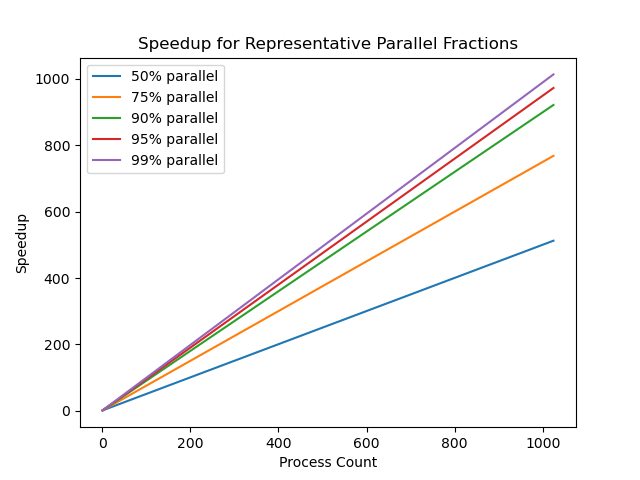 Speedup for Representative Parallel Fractions
50% parallel
75% parallel
90% parallel
95% parallel
99% parallel
1000
800
600
400
200
0
Speedup
0 200 400 600 800 1000
Process Count